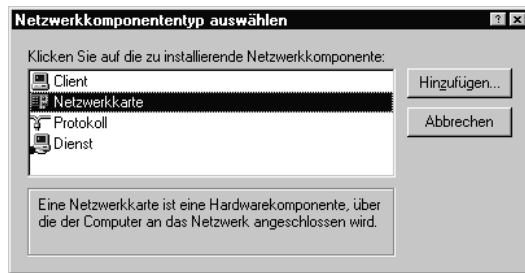 Netzwerkkomponententyp auswählen
Klicken Sie auf die zu installierende Netzwerkkomponente:
Client
Netzwerkkarte
Protokoll
Dienst
Hinzufügen...
Abbrechen
Eine Netzwerkkarte ist eine Hardwarekomponente, über
die der Computer an das Netzwerk angeschlossen wird.